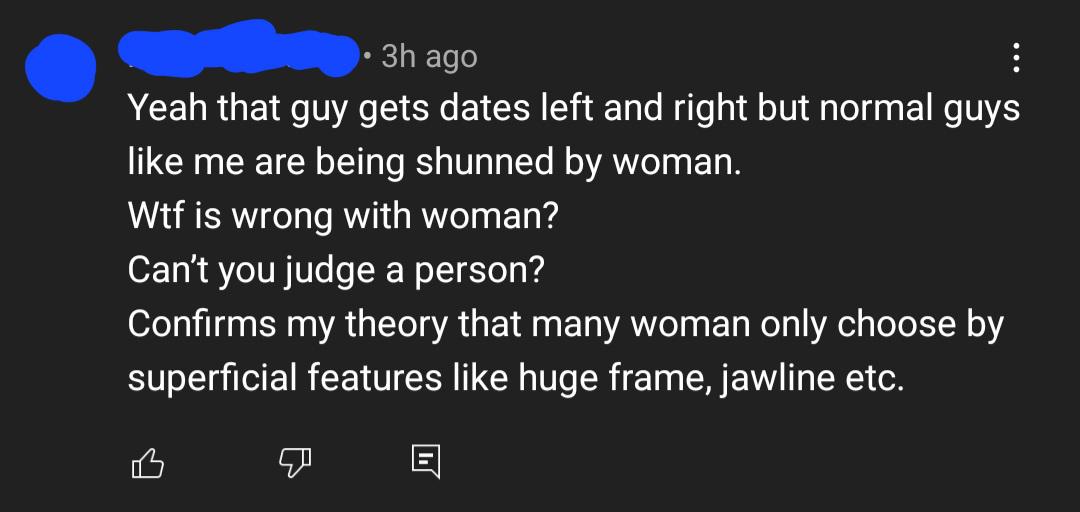 • 3h ago
Yeah that guy gets dates left and right but normal guys
like me are being shunned by woman.
Wtf is wrong with woman?
Can't you judge a person?
Confirms my theory that many woman only choose by
superficial features like huge frame, jawline etc.